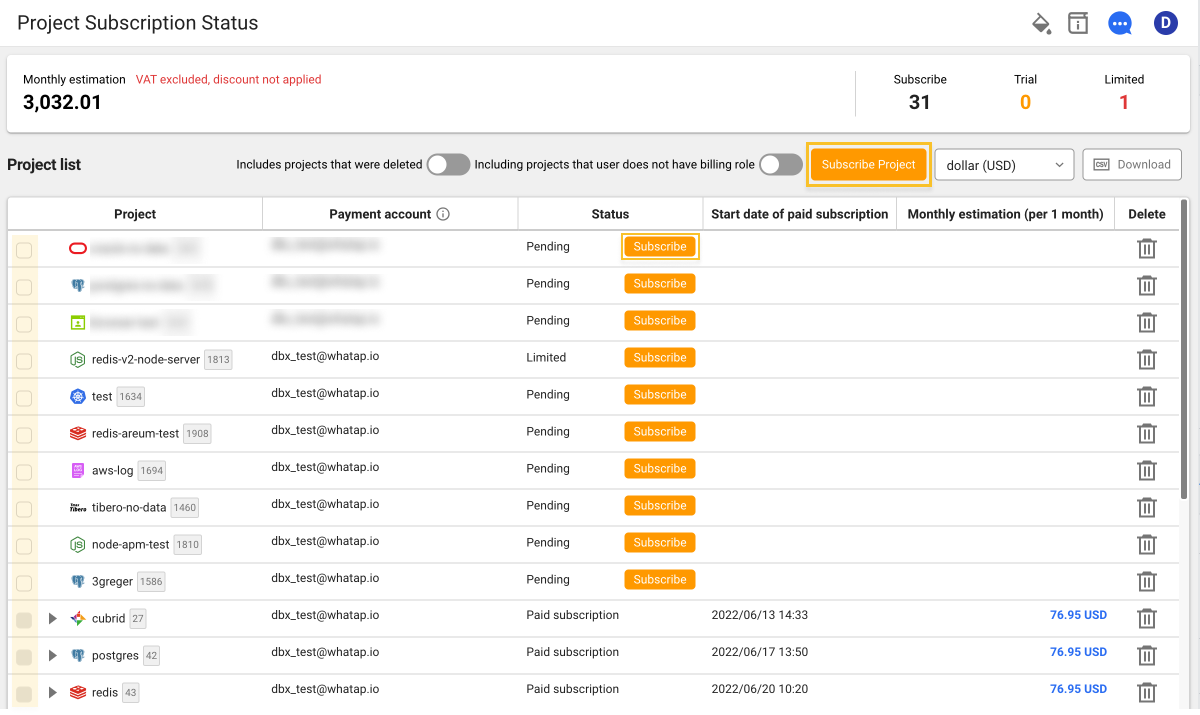 Project Subscription Status
D
Monthly estimation VAT excluded, discount not applied
3,032.01
Subscribe Trial Limited
31 0 1
Project list Includes projects that were deleted Including projects that user does not have billing role Subscribe Project dollar (USD) CSV Download
Project Payment account Status Start date of paid subscription Monthly estimation (per 1 month) Delete
Pending Subscribe
Pending Subscribe
Pending Subscribe
redis-v2-node-server 1813 dbx_test@whatap.io Limited Subscribe
test 1634 dbx_test@whatap.io Pending Subscribe
redis-areum-test 1908 dbx_test@whatap.io Pending Subscribe
aws-log 1694 dbx_test@whatap.io Pending Subscribe
Tibero tibero-no-data 1460 dbx_test@whatap.io Pending Subscribe
node-apm-test 1810 dbx_test@whatap.io Pending Subscribe
3greger 1586 dbx_test@whatap.io Pending Subscribe
cubrid 27 dbx_test@whatap.io Paid subscription 2022/06/13 14:33 76.95 USD
postgres 42 dbx_test@whatap.io Paid subscription 2022/06/17 13:50 76.95 USD
redis 43 dbx_test@whatap.io Paid subscription 2022/06/20 10:20 76.95 USD